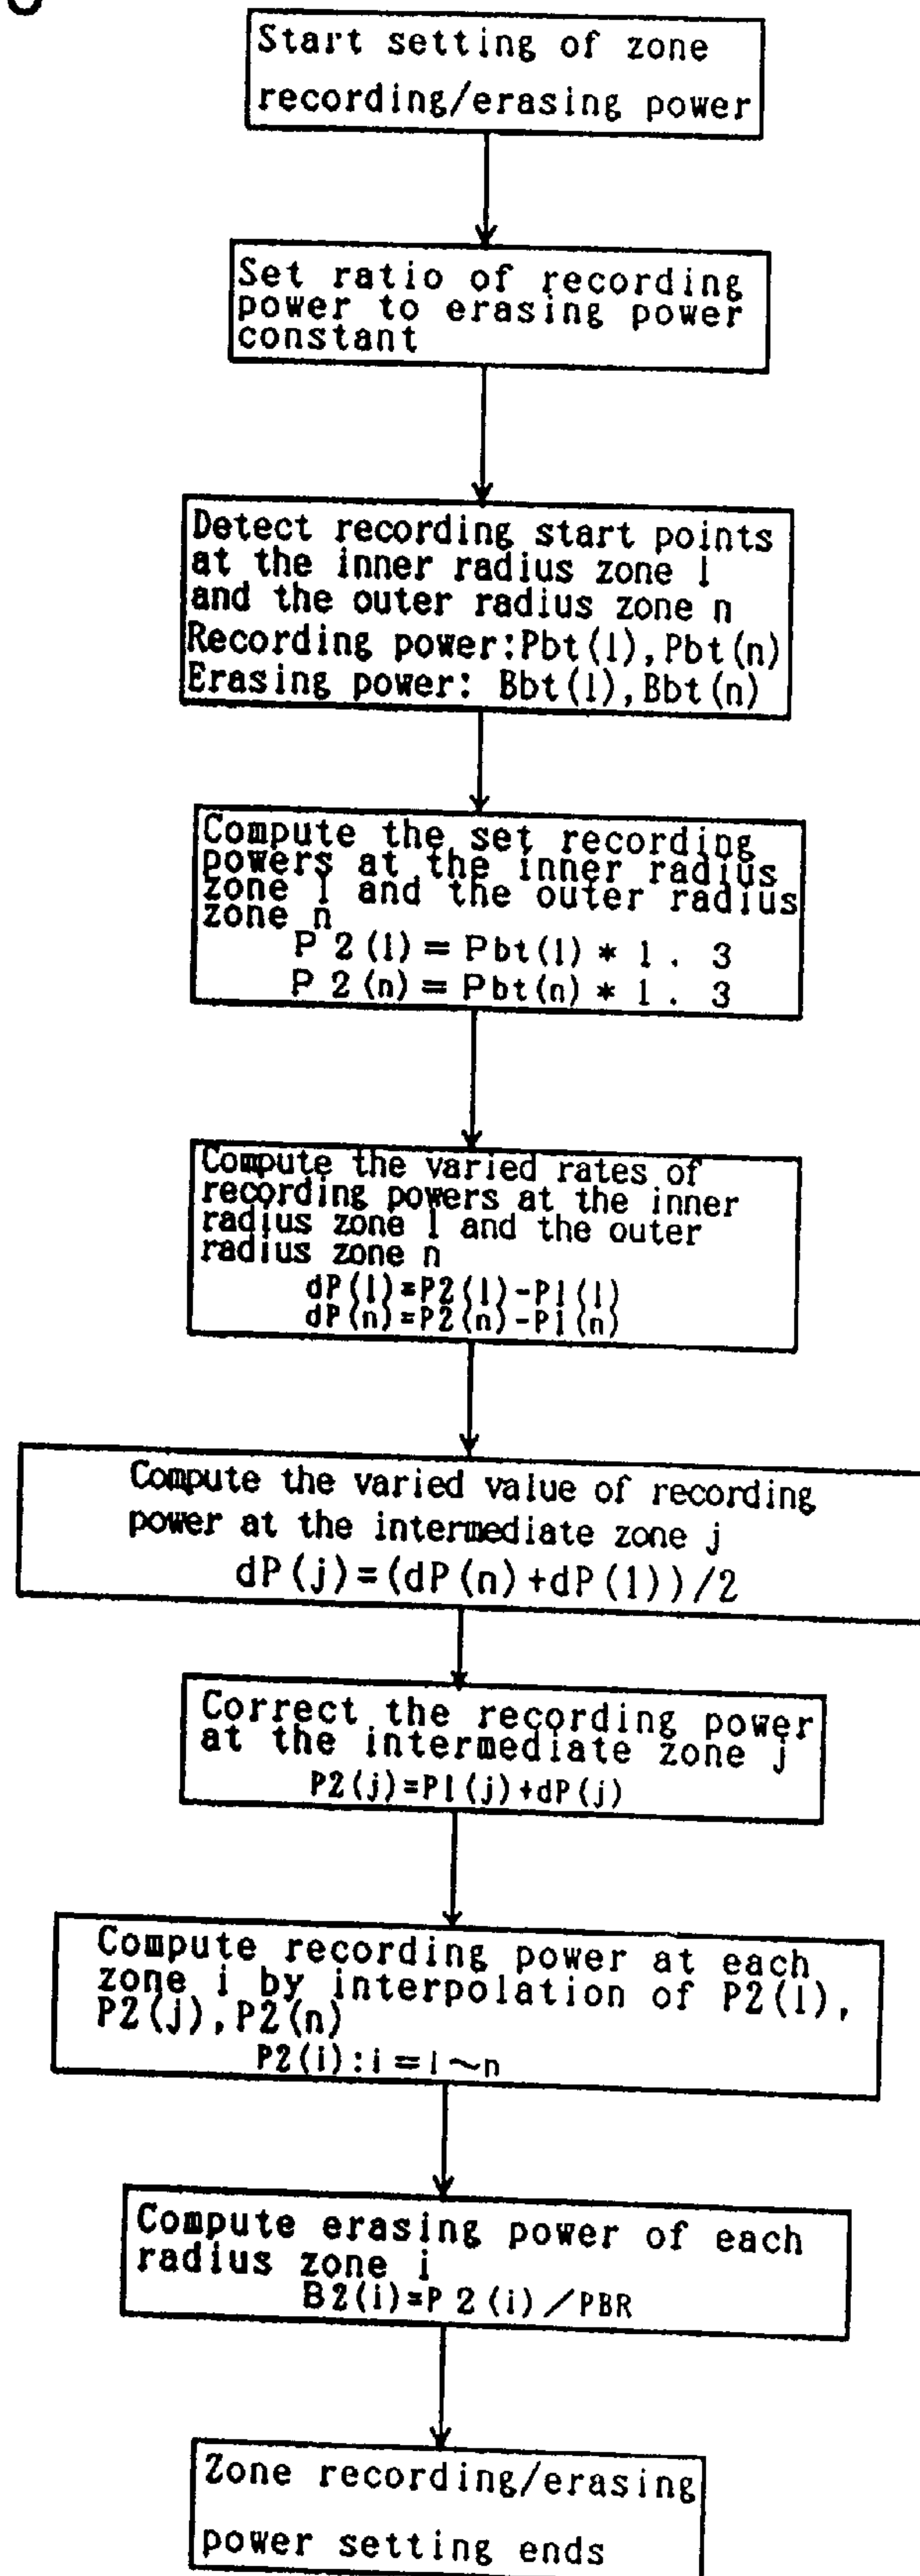 Start setting of zone
recording/erasing power
Set ratio of recording
power to erasing power
constant
Detect recording start points
at the inner radius zone 1
and the outer radius zone n
Recording power:Pbt(1),Pbt(n)
Erasing power: Bbt(1),Bbt(n)
Compute the set recording
powers at the inner radius
zone 1 and the outer radius
zone n
P2(1)=Pbt(1)*1.3
P2(n)=Pbt(n)*1.3
Compute the varied rates of
recording powers at the inner
radius zone 1 and the outer
radius zone n
dP(1)=P2(1)-P1(1)
dP(n)=P2(n)-P1(n)
Compute the varied value of recording
power at the intermediate zone j
dP(j)=(dP(n)+dP(1))/2
Correct the recording power
at the intermediate zone j
P2(j)=P1(j)+dP(j)
Compute recording power at each
zone i by interpolation of P2(1),
P2(j),P2(n)
P2(i):i=1~n
Compute erasing power of each
radius zone i
B2(i)=P2(i)/PBR
Zone recording/erasing
power setting ends